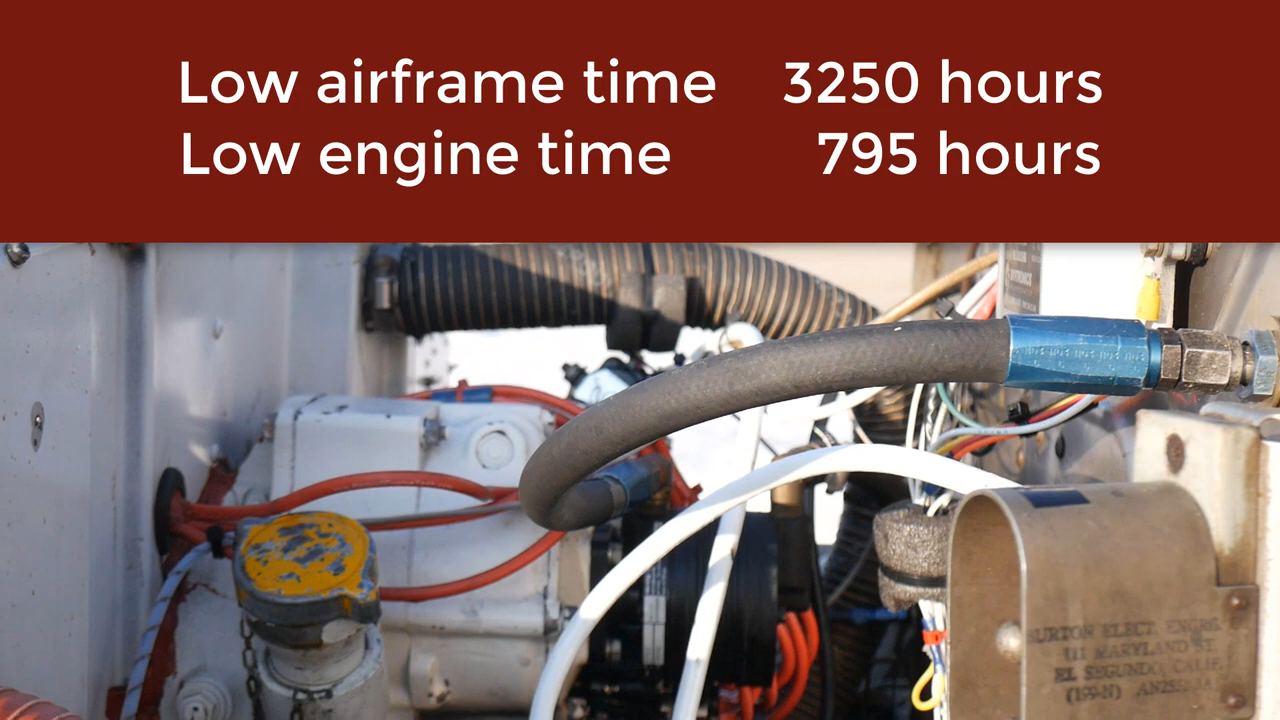 Low airframe time 3250 hours
Low engine time 795 hours
BURTON ELECT. ENGRG.
111 MARYLAND ST.
EL SEGUNDO, CALIF.
(199-N)